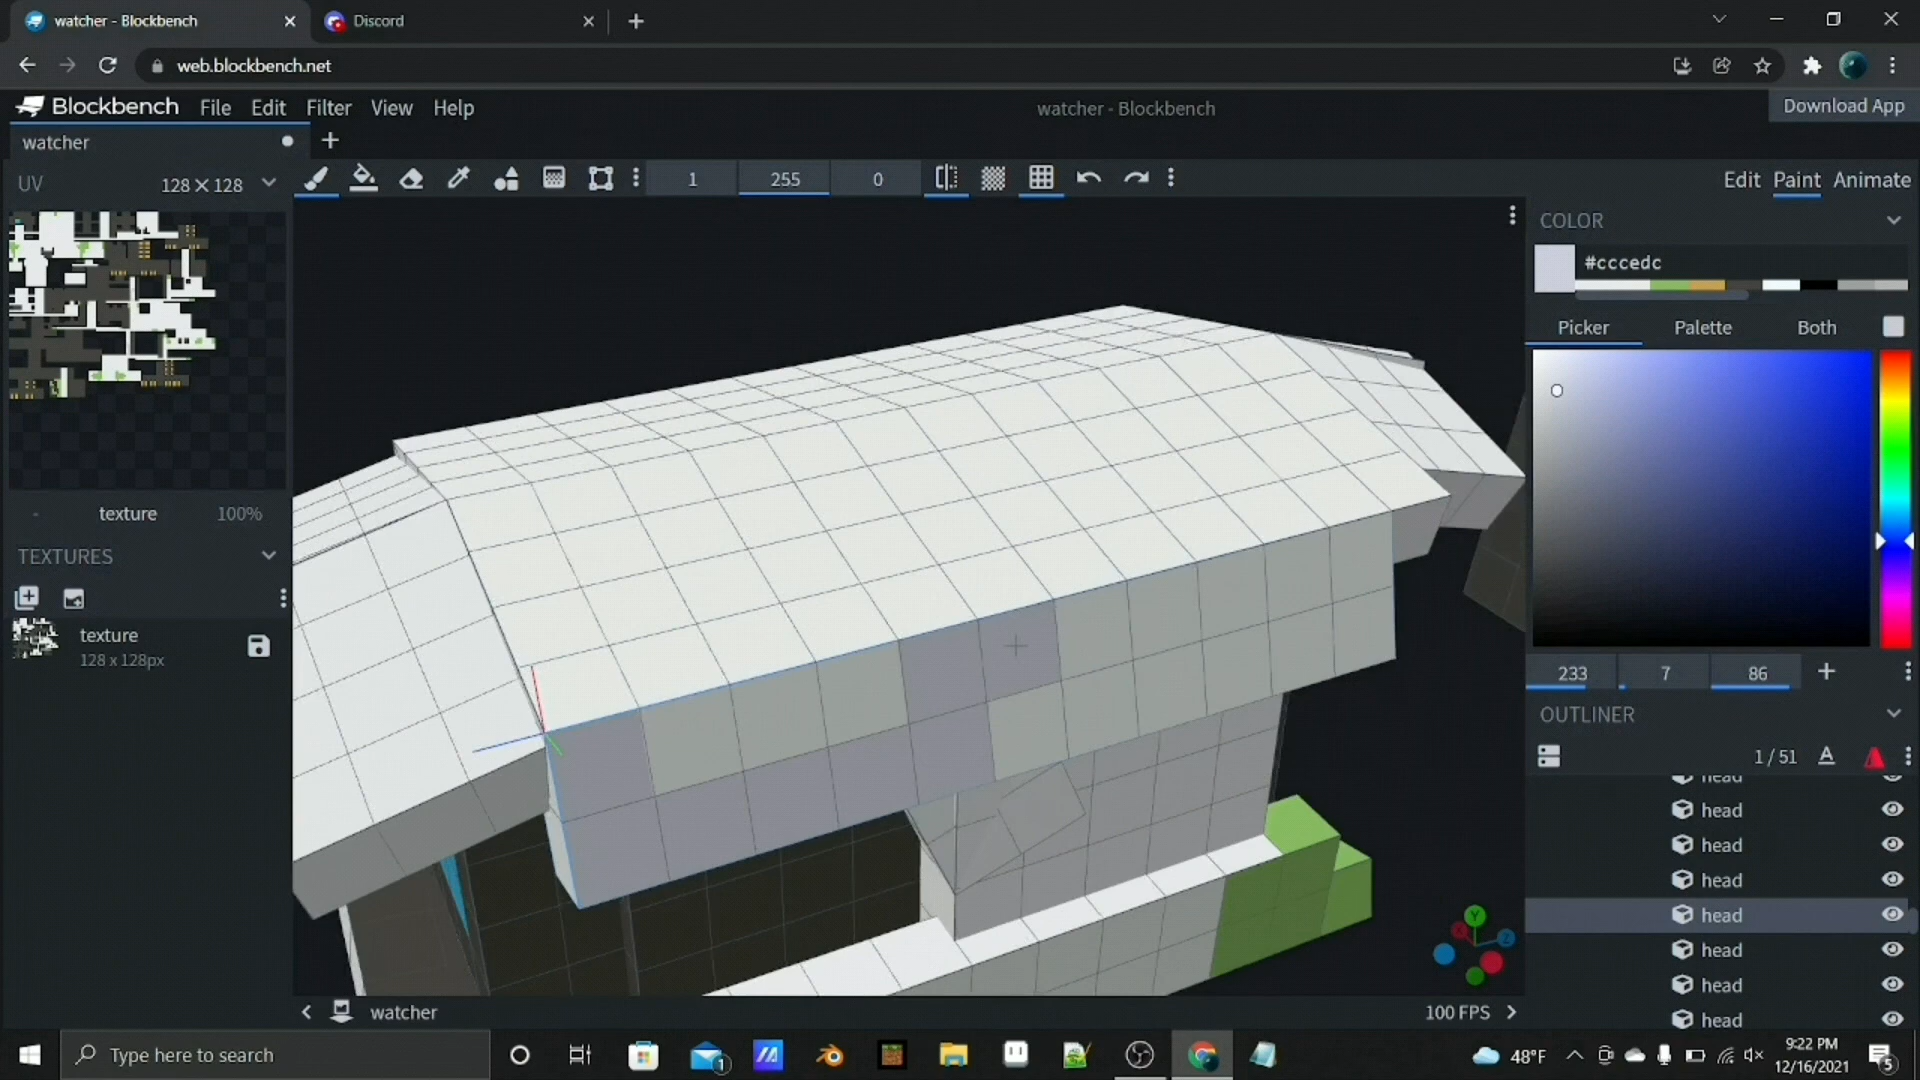 watcher - Blockbench
Discord
web.blockbench.net
Blockbench File Edit Filter View Help
watcher - Blockbench
Download App
watcher
UV 128 × 128
1 255 0
Edit Paint Animate
COLOR
#cccedc
Picker Palette Both
texture 100%
TEXTURES
texture
128 x 128px
233 7 86
OUTLINER
1 / 51
head
head
head
head
head
head
head
head
Y
Z
X
watcher
100 FPS
Type here to search
1
48°F
9:22 PM
12/16/2021
5